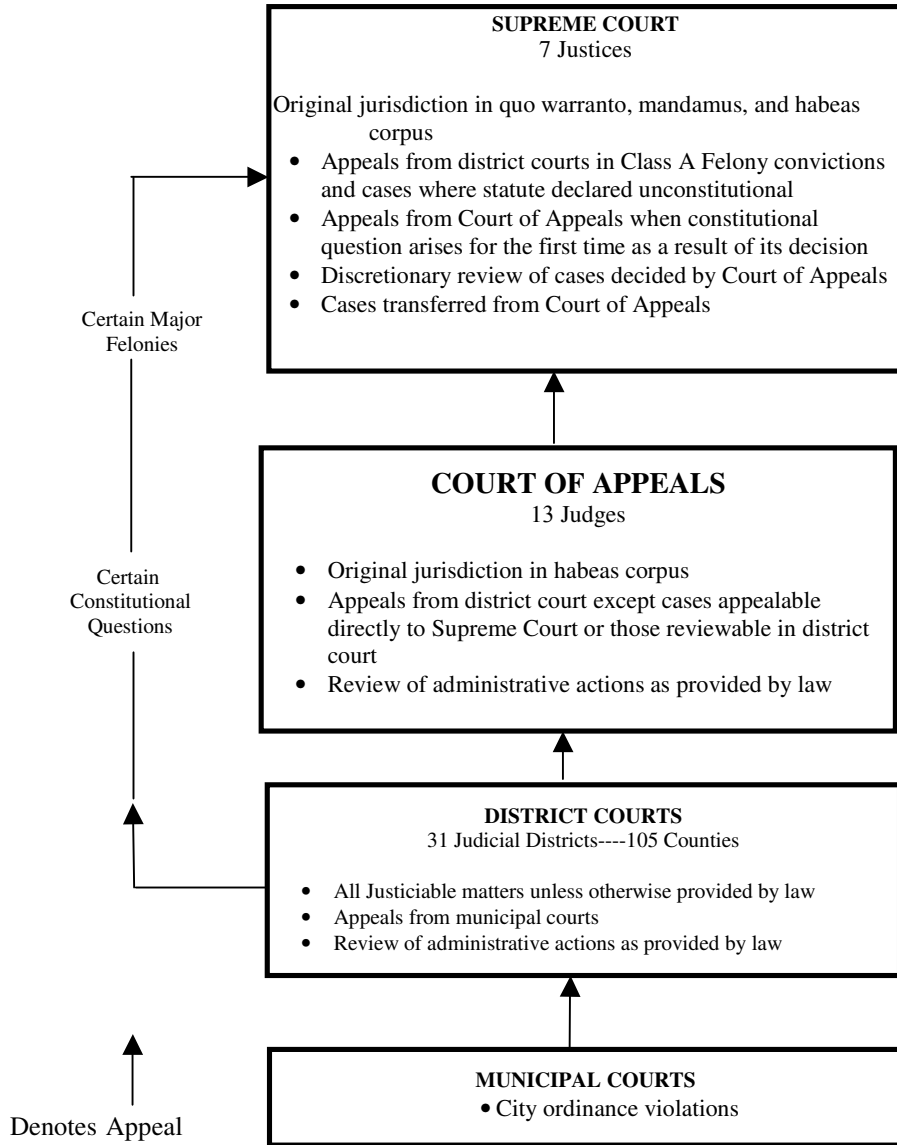 SUPREME COURT
7 Justices
Original jurisdiction in quo warranto, mandamus, and habeas
corpus
• Appeals from district courts in Class A Felony convictions
and cases where statute declared unconstitutional
• Appeals from Court of Appeals when constitutional
question arises for the first time as a result of its decision
• Discretionary review of cases decided by Court of Appeals
• Cases transferred from Court of Appeals
Certain Major
Felonies
COURT OF APPEALS
13 Judges
• Original jurisdiction in habeas corpus
• Appeals from district court except cases appealable
directly to Supreme Court or those reviewable in district
court
• Review of administrative actions as provided by law
Certain
Constitutional
Questions
DISTRICT COURTS
31 Judicial Districts----105 Counties
• All Justiciable matters unless otherwise provided by law
• Appeals from municipal courts
• Review of administrative actions as provided by law
MUNICIPAL COURTS
• City ordinance violations
Denotes Appeal